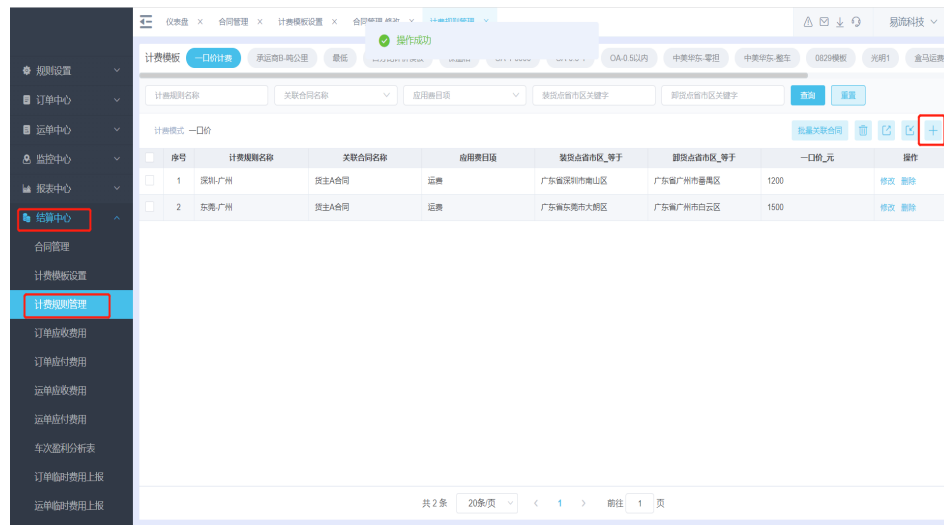 仪表盘 × 合同管理 × 计费模板设置 × 计费规则管理 ×
易流科技
操作成功
计费模板 一口价计费 承运商B-吨公里 最低 OA-0.5以内 中美华东-零担 中美华东-整车 0829模板 光明1 盒马运费
计费规则名称 关联合同名称 应用费目项 装货点省市区关键字 卸货点省市区关键字 查询 重置
计费模式 一口价
批量关联合同
序号 计费规则名称 关联合同名称 应用费目项 装货点省市区_等于 卸货点省市区_等于 一口价_元 操作
1 深圳-广州 货主A合同 运费 广东省深圳市南山区 广东省广州市番禺区 1200 修改 删除
2 东莞-广州 货主A合同 运费 广东省东莞市大朗区 广东省广州市白云区 1500 修改 删除
规则设置
订单中心
运单中心
监控中心
报表中心
结算中心
合同管理
计费模板设置
计费规则管理
订单应收费用
订单应付费用
运单应收费用
运单应付费用
车次盈利分析表
订单临时费用上报
运单临时费用上报
共 2 条 20条/页 < 1 > 前往 1 页